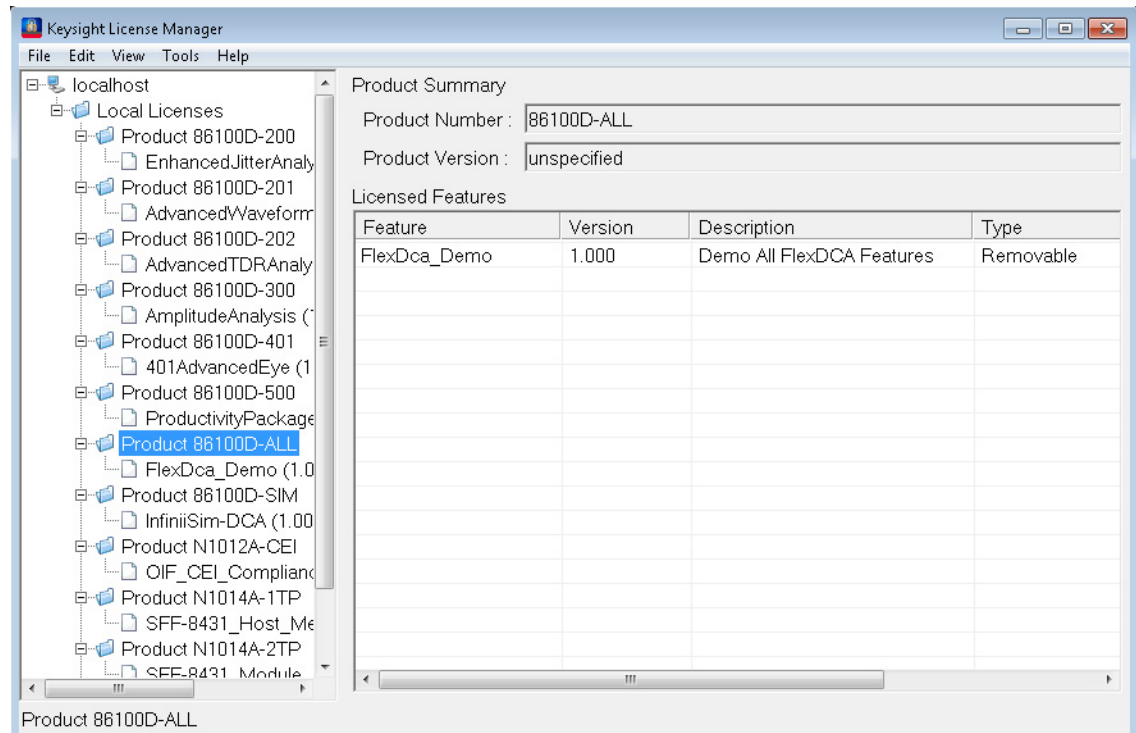 Keysight License Manager
File Edit View Tools Help
localhost
Local Licenses
Product 86100D-200
EnhancedJitterAnaly
Product 86100D-201
AdvancedWaveform
Product 86100D-202
AdvancedTDRAnaly
Product 86100D-300
AmplitudeAnalysis (
Product 86100D-401
401AdvancedEye (1
Product 86100D-500
ProductivityPackage
Product 86100D-ALL
FlexDca_Demo (1.0
Product 86100D-SIM
InfiniiSim-DCA (1.00
Product N1012A-CEI
OIF_CEI_Complianc
Product N1014A-1TP
SFF-8431_Host_Me
Product N1014A-2TP
SFF-8431_Module
Product Summary
Product Number : 86100D-ALL
Product Version : unspecified
Licensed Features
Feature Version Description Type
FlexDca_Demo 1.000 Demo All FlexDCA Features Removable
Product 86100D-ALL